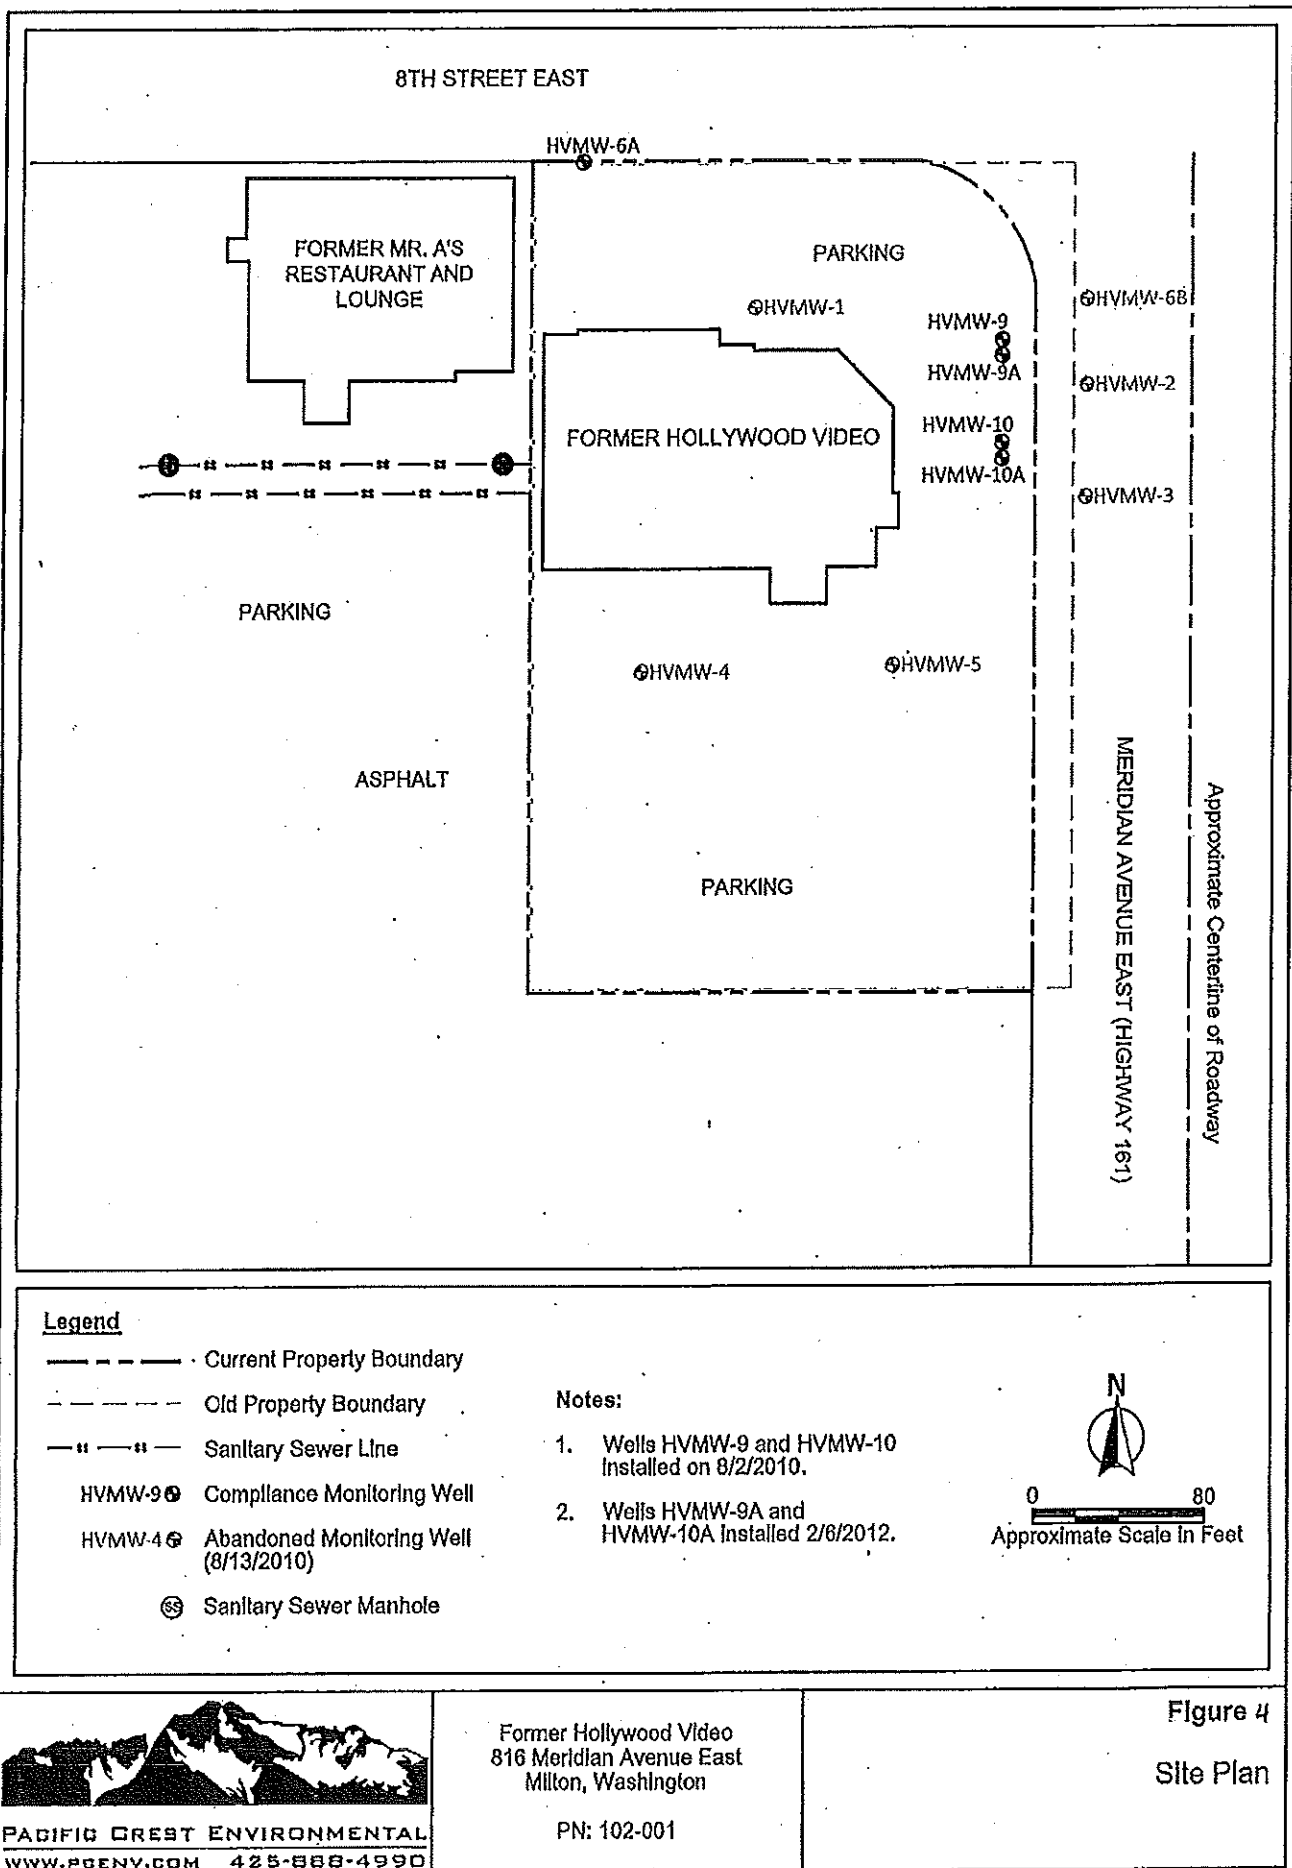 8TH STREET EAST
HVMW-6A
FORMER MR. A'S
RESTAURANT AND
LOUNGE
PARKING
HVMW-1
HVMW-6B
HVMW-9
HVMW-9A
HVMW-2
HVMW-10
HVMW-10A
HVMW-3
FORMER HOLLYWOOD VIDEO
PARKING
HVMW-4
HVMW-5
ASPHALT
PARKING
MERIDIAN AVENUE EAST (HIGHWAY 161)
Approximate Centerline of Roadway
Legend
Current Property Boundary
Old Property Boundary
Sanitary Sewer Line
HVMW-9 Compliance Monitoring Well
HVMW-4 Abandoned Monitoring Well
(8/13/2010)
SS Sanitary Sewer Manhole
Notes:
1. Wells HVMW-9 and HVMW-10
Installed on 8/2/2010.
2. Wells HVMW-9A and
HVMW-10A Installed 2/6/2012.
N
0 80
Approximate Scale In Feet
PACIFIC CREST ENVIRONMENTAL
WWW.PCENV.COM 425-888-4990
Former Hollywood Video
816 Meridian Avenue East
Milton, Washington
PN: 102-001
Figure 4
Site Plan